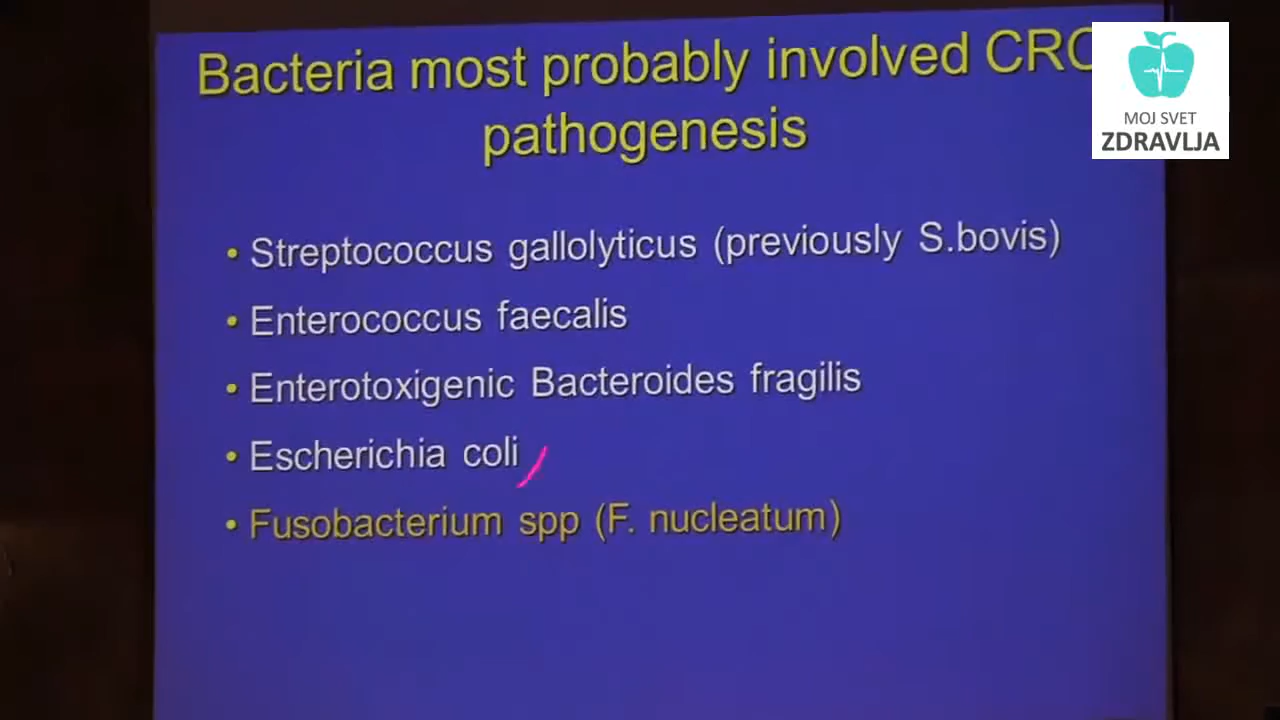 Bacteria most probably involved CRC
pathogenesis
MOJ SVET
ZDRAVLJA
• Streptococcus gallolyticus (previously S.bovis)
• Enterococcus faecalis
• Enterotoxigenic Bacteroides fragilis
• Escherichia coli
• Fusobacterium spp (F. nucleatum)